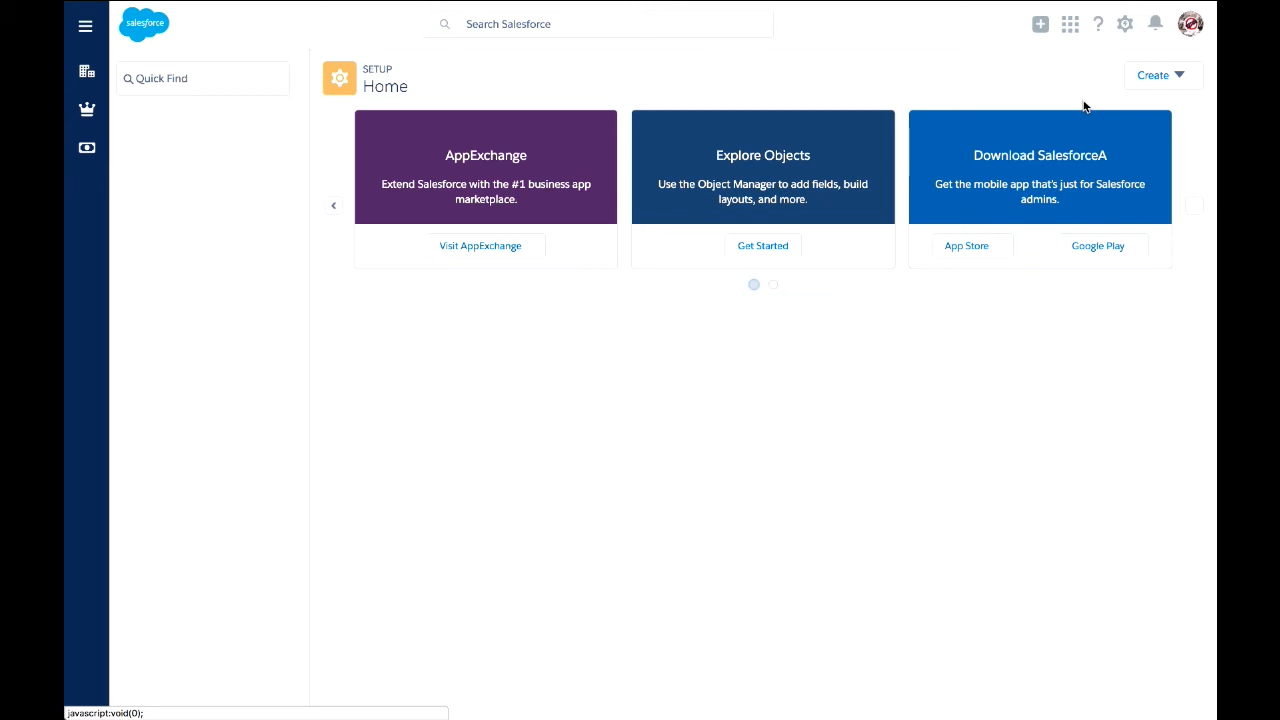 salesforce
Search Salesforce
?
Quick Find
SETUP
Home
Create
AppExchange
Extend Salesforce with the #1 business app
marketplace.
Visit AppExchange
Explore Objects
Use the Object Manager to add fields, build
layouts, and more.
Get Started
Download SalesforceA
Get the mobile app that's just for Salesforce
admins.
App Store
Google Play
javascript:void(0);